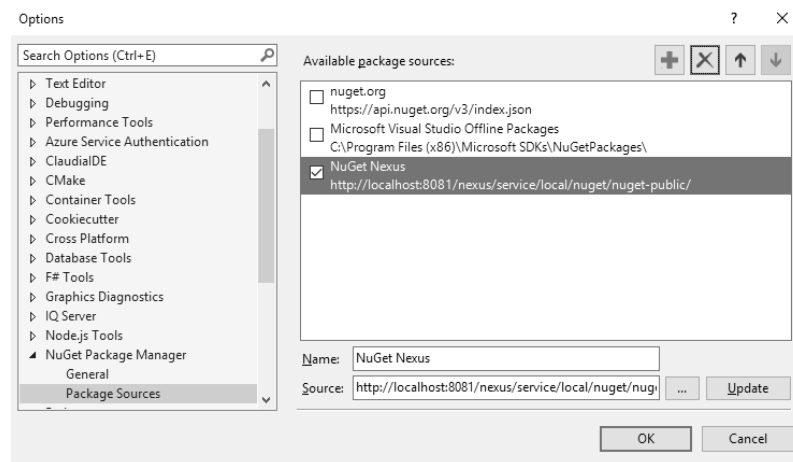 Options
?
Search Options (Ctrl+E)
Text Editor
Debugging
Performance Tools
Azure Service Authentication
ClaudiaIDE
CMake
Container Tools
Cookiecutter
Cross Platform
Database Tools
F# Tools
Graphics Diagnostics
IQ Server
Node.js Tools
NuGet Package Manager
General
Package Sources
Available package sources:
nuget.org
https://api.nuget.org/v3/index.json
Microsoft Visual Studio Offline Packages
C:\Program Files (x86)\Microsoft SDKs\NuGetPackages\
NuGet Nexus
http://localhost:8081/nexus/service/local/nuget/nuget-public/
Name: NuGet Nexus
Source: http://localhost:8081/nexus/service/local/nuget/nug ... Update
OK Cancel